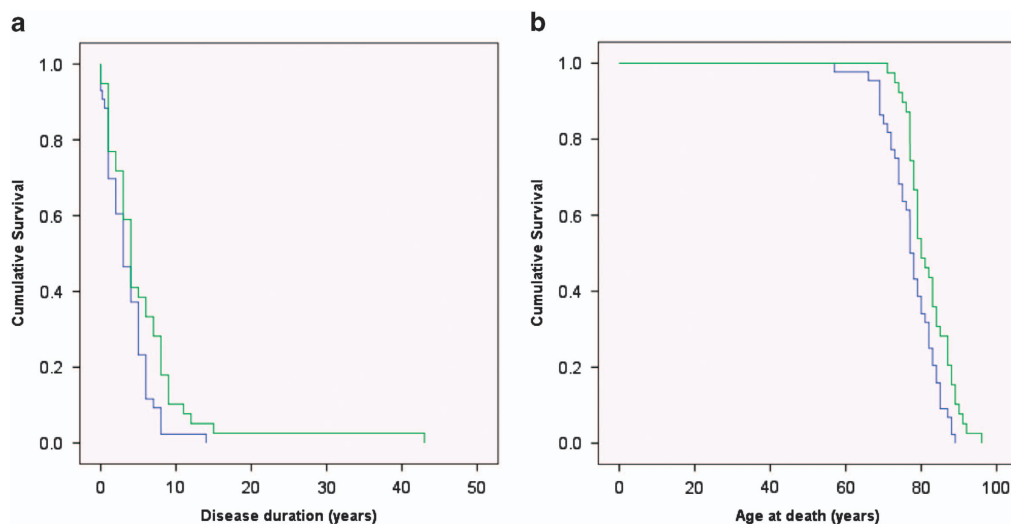 a
1.0
0.8
0.6
0.4
0.2
0.0
Cumulative Survival
0 10 20 30 40 50
Disease duration (years)
b
1.0
0.8
0.6
0.4
0.2
0.0
Cumulative Survival
0 20 40 60 80 100
Age at death (years)